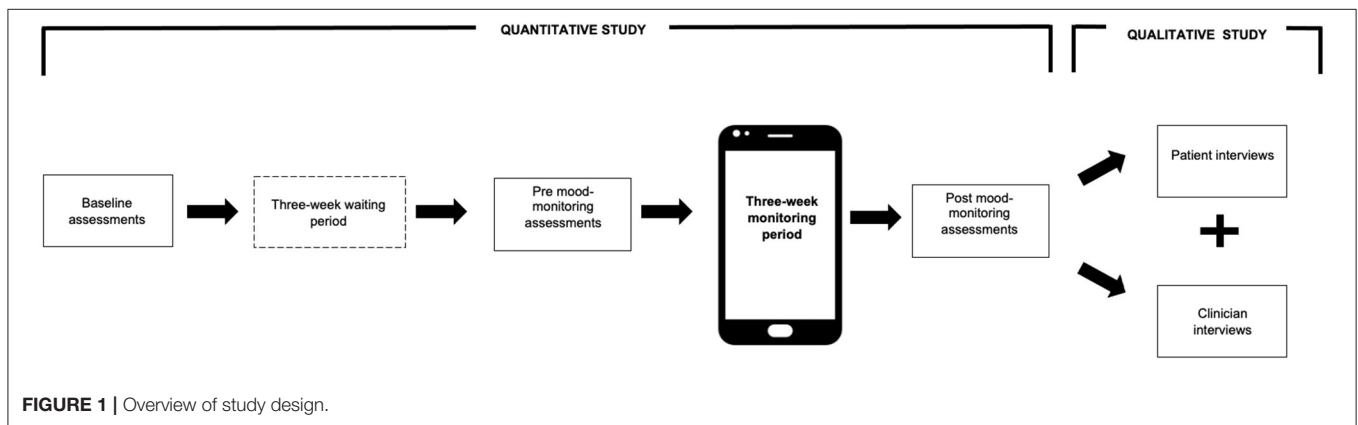 QUANTITATIVE STUDY
QUALITATIVE STUDY
Baseline
assessments
Three-week waiting
period
Pre mood-
monitoring
assessments
Three-week
monitoring
period
Post mood-
monitoring
assessments
Patient interviews
Clinician
interviews
FIGURE 1 | Overview of study design.